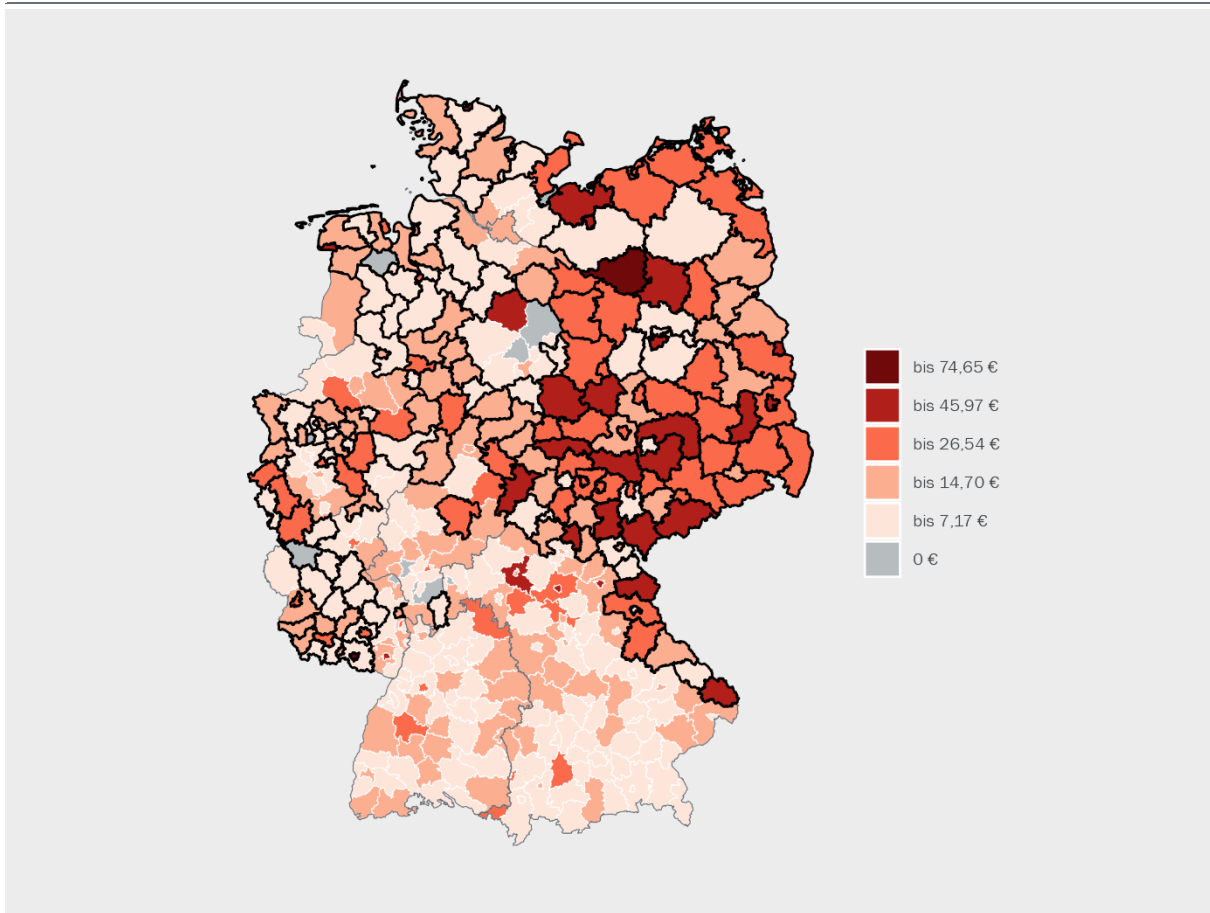 bis 74,65 €
bis 45,97 €
bis 26,54 €
bis 14,70 €
bis 7,17 €
0 €